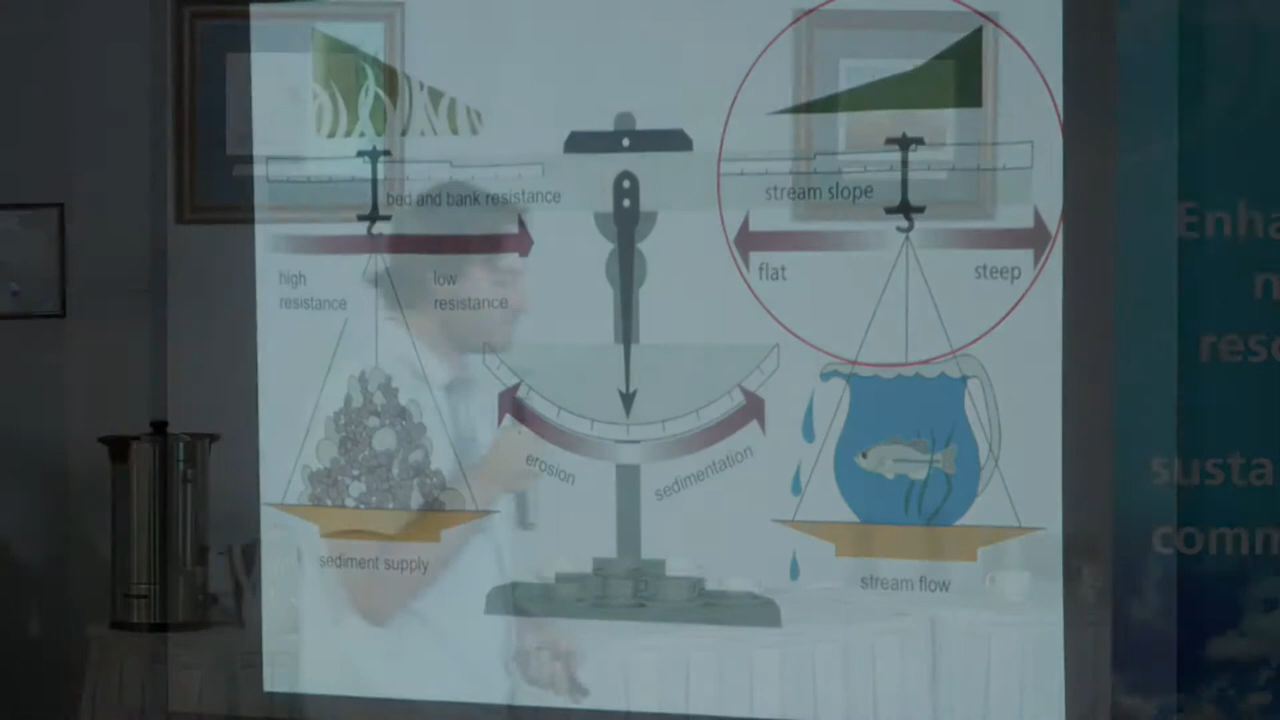 bed and bank resistance
high
resistance
low
resistance
stream slope
flat
steep
erosion
sedimentation
sediment supply
stream flow
Enha
rese
susta
comm